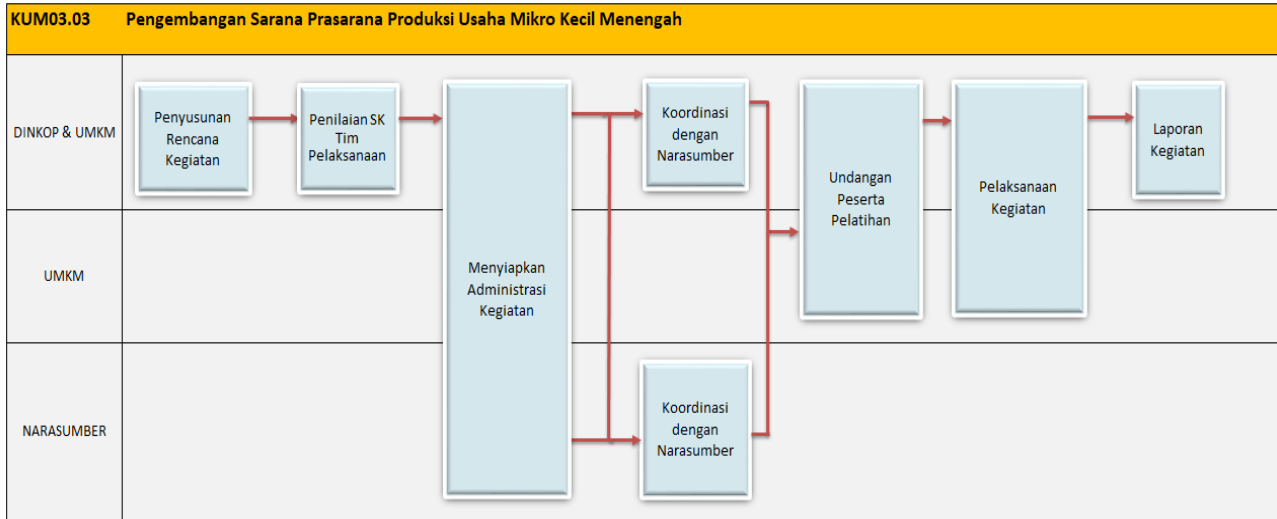 KUM03.03 Pengembangan Sarana Prasarana Produksi Usaha Mikro Kecil Menengah
DINKOP & UMKM
Penyusunan
Rencana
Kegiatan
Penilaian SK
Tim
Pelaksanaan
Menyiapkan
Administrasi
Kegiatan
Koordinasi
dengan
Narasumber
Undangan
Peserta
Pelatihan
Pelaksanaan
Kegiatan
Laporan
Kegiatan
UMKM
NARASUMBER
Koordinasi
dengan
Narasumber